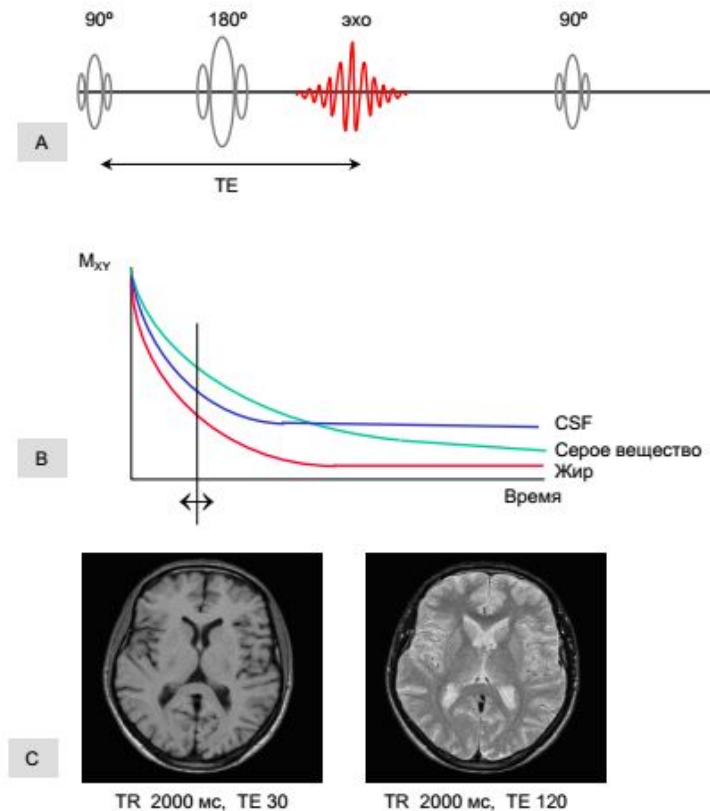 90º 180º эхо 90º
A
TE
MXY
CSF
Серое вещество
Жир
B
Время
C
TR 2000 мс, TE 30 TR 2000 мс, TE 120